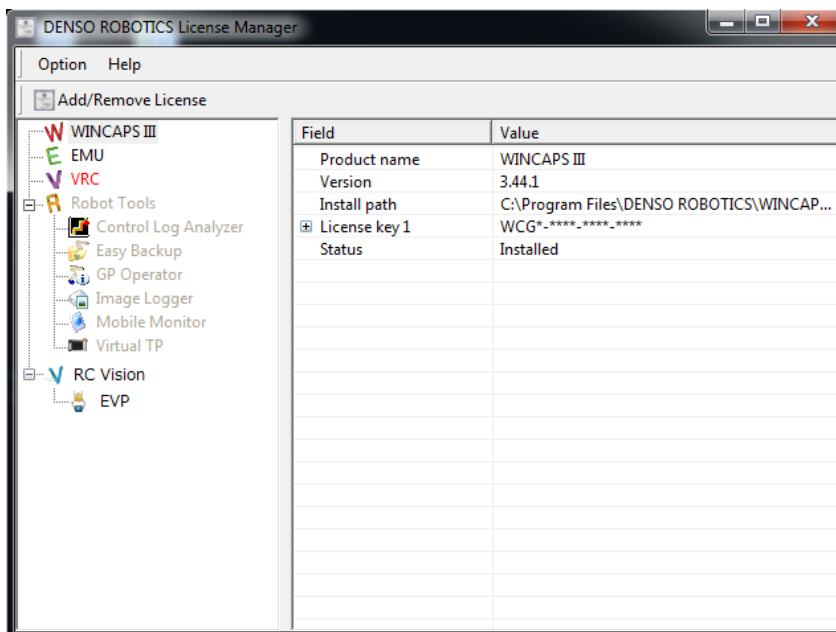 DENSO ROBOTICS License Manager
Option Help
Add/Remove License
WINCAPS III
EMU
VRC
Robot Tools
Control Log Analyzer
Easy Backup
GP Operator
Image Logger
Mobile Monitor
Virtual TP
RC Vision
EVP
Field Value
Product name WINCAPS III
Version 3.44.1
Install path C:\Program Files\DENSO ROBOTICS\WINCAP...
License key 1 WCG*-****-****-****
Status Installed